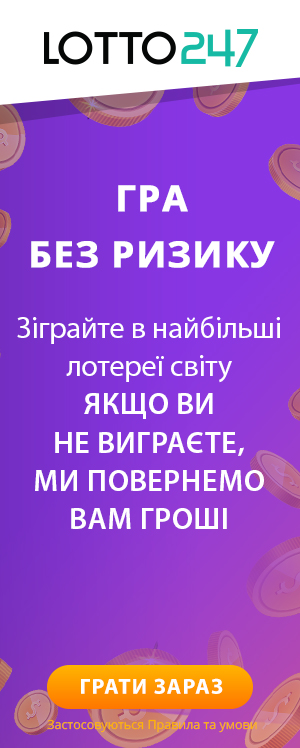 LOTTO247
ГРА
БЕЗ РИЗИКУ
Зіграйте в найбільші
лотереї світу
ЯКЩО ВИ
НЕ ВИГРАЄТЕ,
МИ ПОВЕРНЕМО
ВАМ ГРОШІ
ГРАТИ ЗАРАЗ
Застосовуються Правила та умови